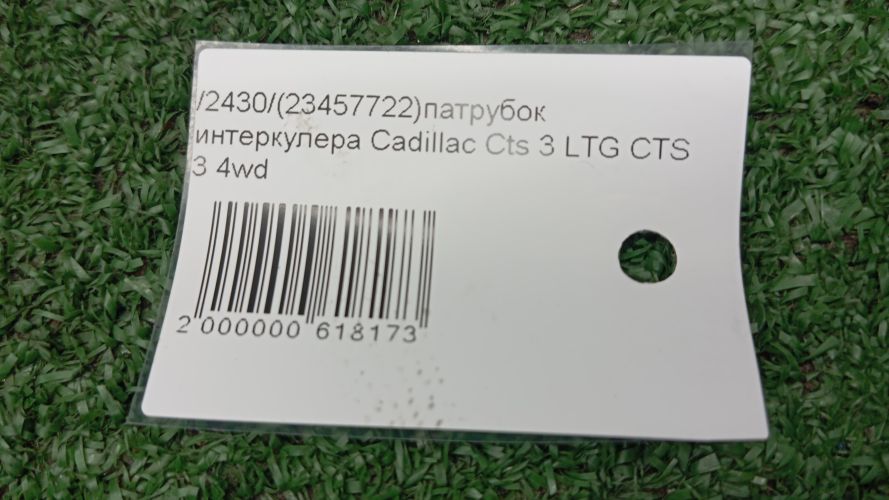 /2430/(23457722)патрубок
интеркулера Cadillac Cts 3 LTG CTS
3 4wd
2 000000 618173